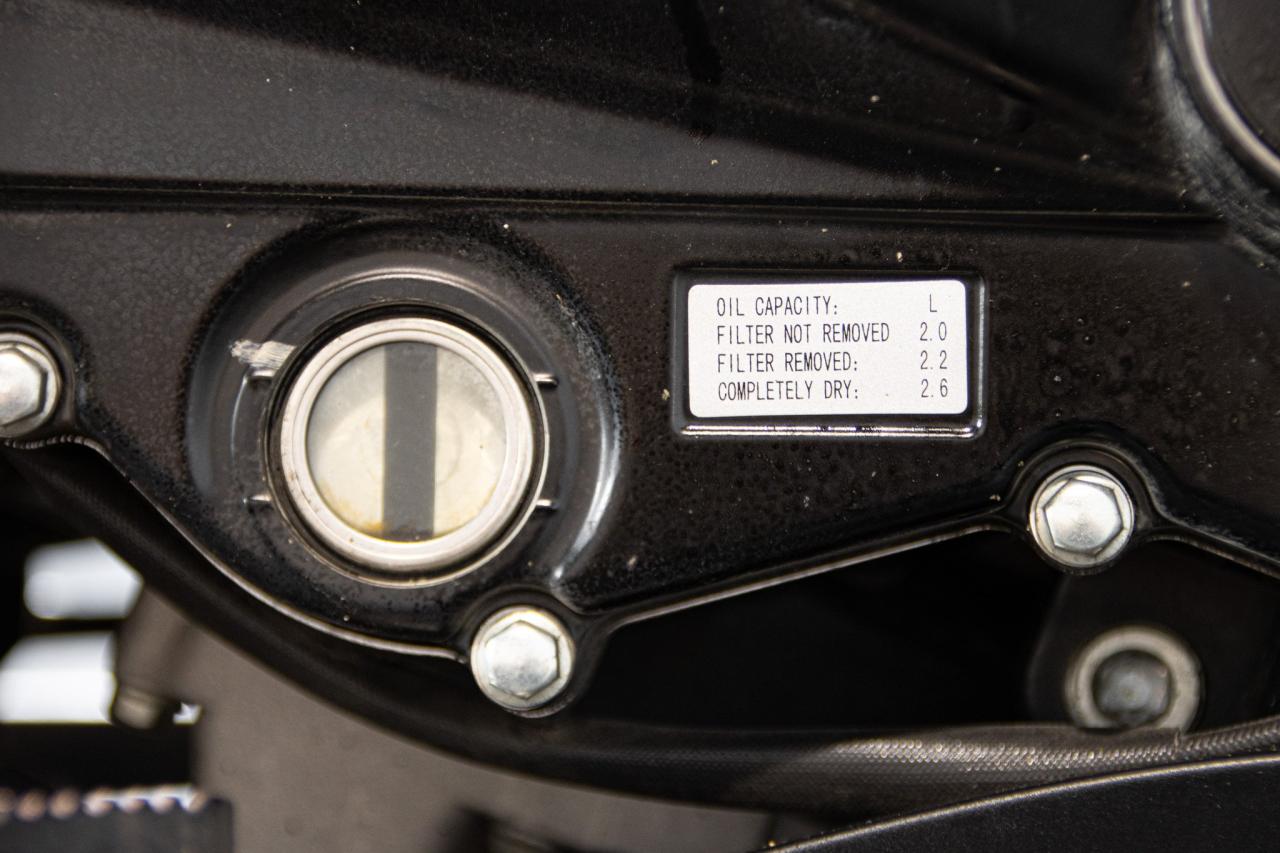 OIL CAPACITY: L
FILTER NOT REMOVED 2.0
FILTER REMOVED: 2.2
COMPLETELY DRY: 2.6